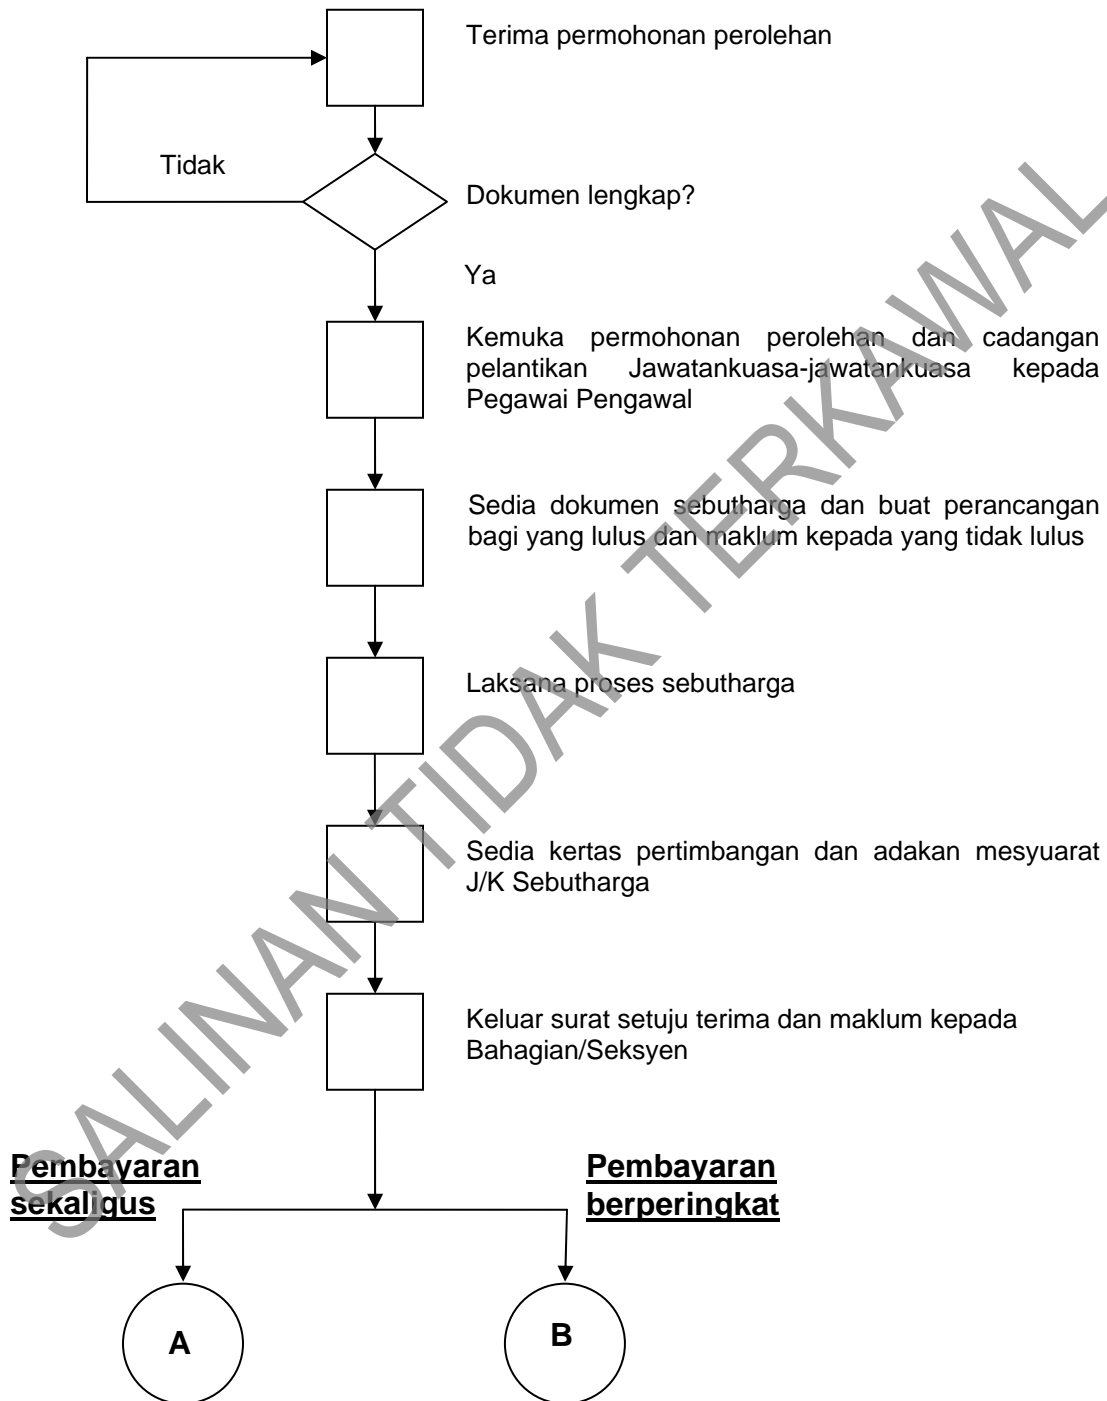 Terima permohonan perolehan
Tidak
Dokumen lengkap?
Ya
Kemuka permohonan perolehan dan cadangan
pelantikan Jawatankuasa-jawatankuasa kepada
Pegawai Pengawal
Sedia dokumen sebutharga dan buat perancangan
bagi yang lulus dan maklum kepada yang tidak lulus
Laksana proses sebutharga
Sedia kertas pertimbangan dan adakan mesyuarat
J/K Sebutharga
Keluar surat setuju terima dan maklum kepada
Bahagian/Seksyen
Pembayaran
sekaligus
Pembayaran
berperingkat
A
B
SALINAN TIDAK TERKAWAL